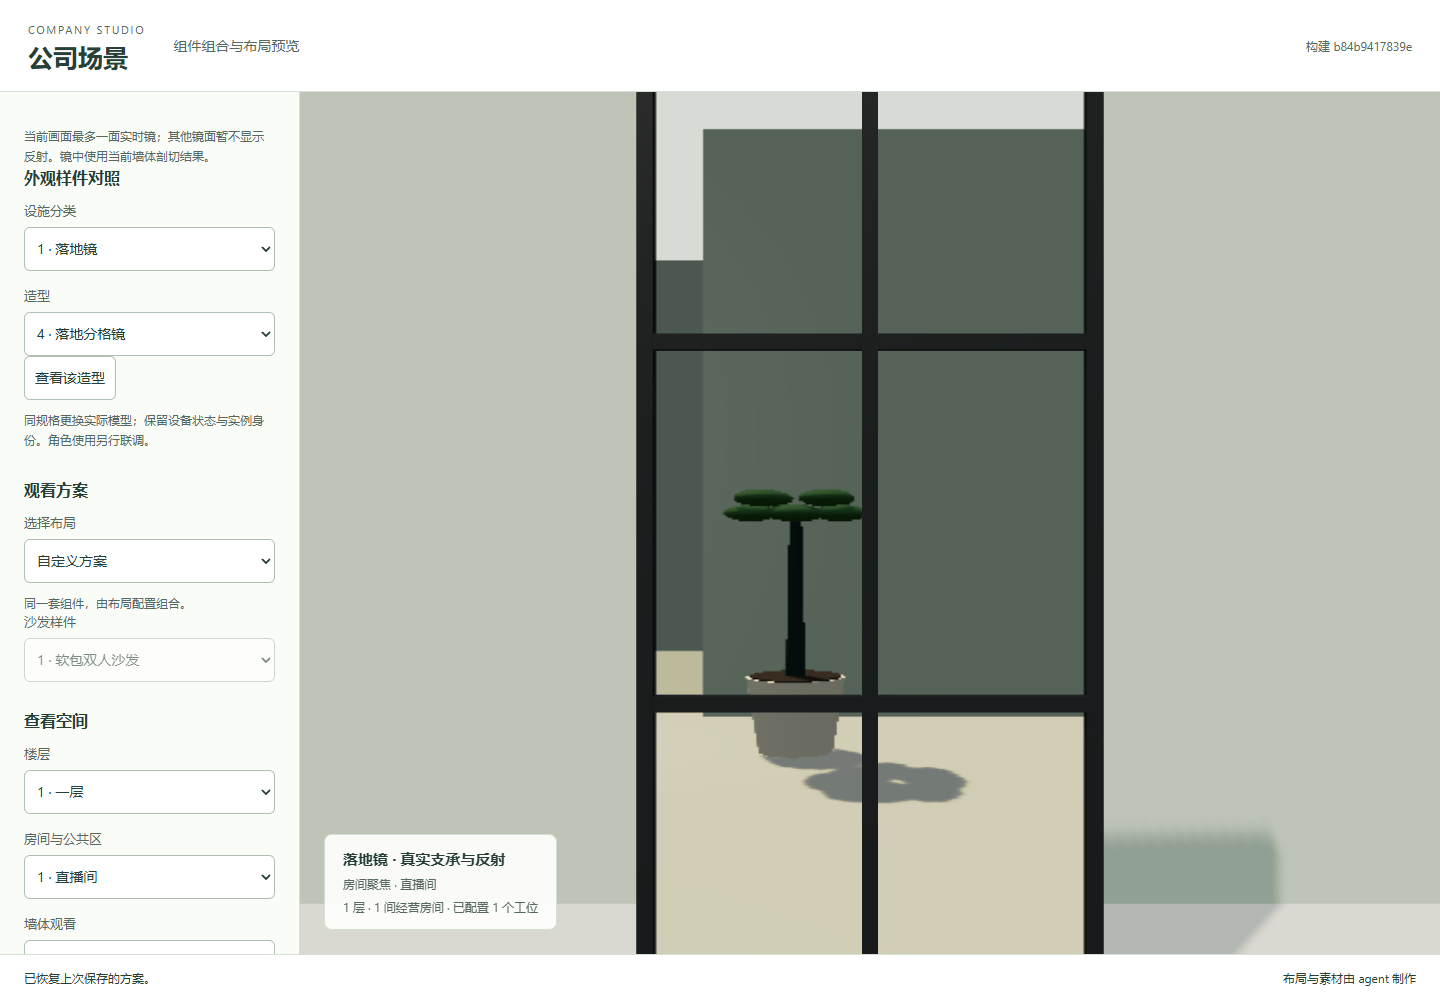 COMPANY STUDIO
公司场景
组件组合与布局预览
构建 b84b9417839e
当前画面最多一面实时镜；其他镜面暂不显示
反射。镜中使用当前墙体剖切结果。
外观样件对照
设施分类
1 · 落地镜
造型
4 · 落地分格镜
查看该造型
同规格更换实际模型；保留设备状态与实例身
份。角色使用另行联调。
观看方案
选择布局
自定义方案
同一套组件，由布局配置组合。
沙发样件
1 · 软包双人沙发
查看空间
楼层
1 · 一层
房间与公共区
1 · 直播间
墙体观看
落地镜 · 真实支承与反射
房间聚焦 · 直播间
1 层 · 1 间经营房间 · 已配置 1 个工位
已恢复上次保存的方案。
布局与素材由 agent 制作